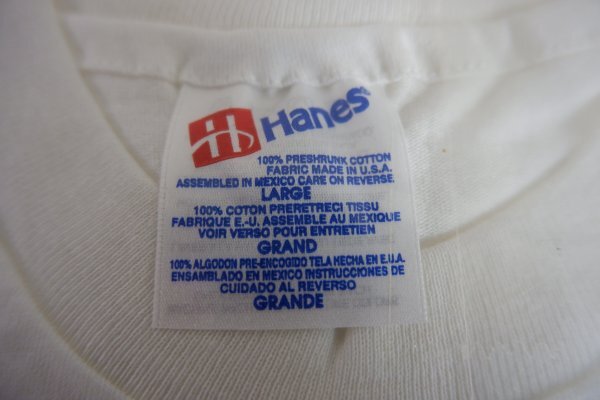 Hanes
100% PRESHRUNK COTTON
FABRIC MADE IN U.S.A.
ASSEMBLED IN MEXICO CARE ON REVERSE.
LARGE
100% COTON PRERETRECI TISSU
FABRIQUE E.-U. ASSEMBLE AU MEXIQUE
VOIR VERSO POUR ENTRETIEN
GRAND
100% ALGODON PRE-ENCOGIDO TELA HECHA EN E.U.A.
ENSAMBLADO EN MEXICO INSTRUCCIONES DE
CUIDADO AL REVERSO
GRANDE